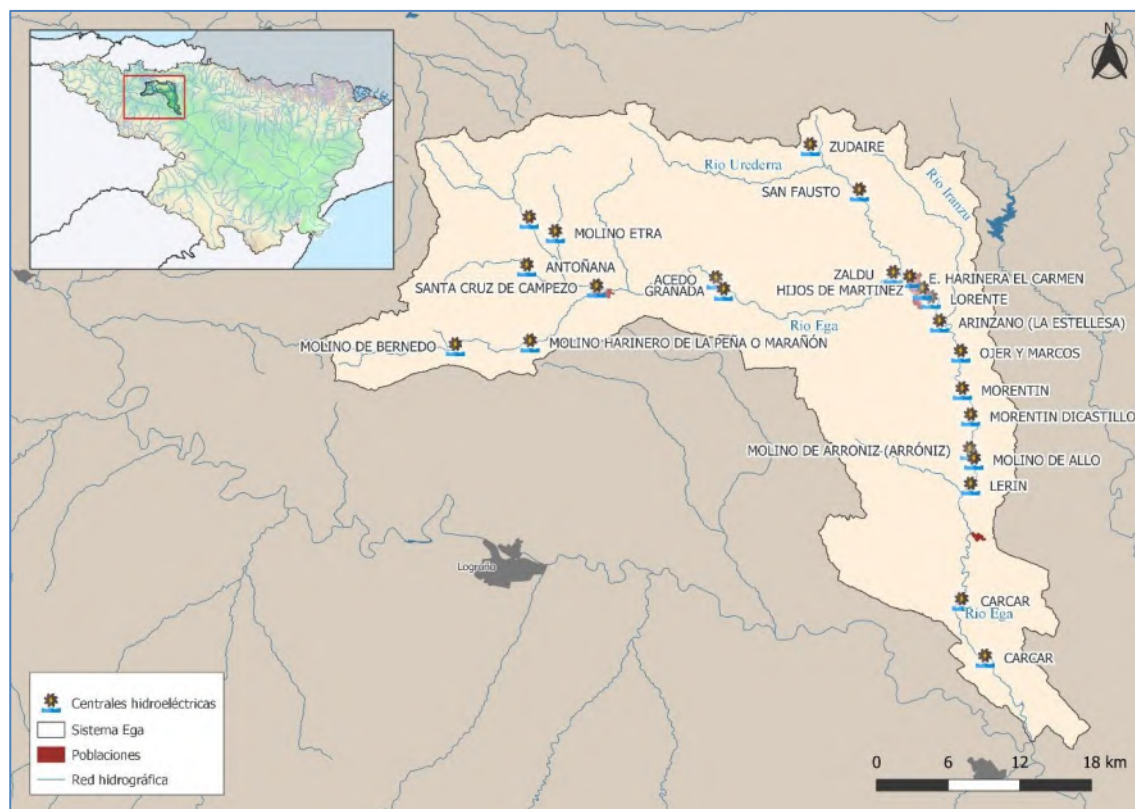 N
ZUDAIRE
Rio Urederra
Rio Iranzu
SAN FAUSTO
MOLINO ETRA
ANTOÑANA
SANTA CRUZ DE CAMPEZO
ACEDO
GRANADA
ZALDU
E. HARINERA EL CARMEN
HIJOS DE MARTINEZ
LORENTE
Rio Ega
ARINZANO (LA ESTELLESA)
MOLINO DE BERNEDO
MOLINO HARINERO DE LA PEÑA O MARAÑÓN
OJER Y MARCOS
MORENTIN
MORENTIN DICASTILLO
MOLINO DE ARRONIZ (ARRÓNIZ)
MOLINO DE ALLO
LERIN
Logroño
CARCAR
Rio Ega
CARCAR
Centrales hidroeléctricas
Sistema Ega
Poblaciones
Red hidrográfica
0 6 12 18 km